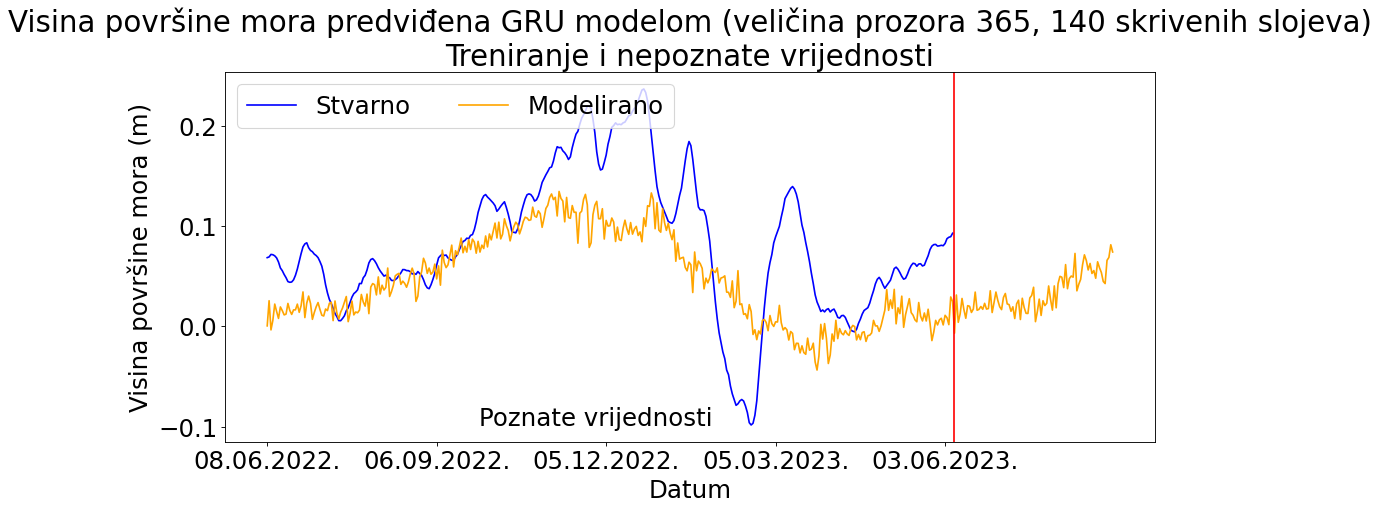 Visina površine mora predviđena GRU modelom (veličina prozora 365, 140 skrivenih slojeva)
Treniranje i nepoznate vrijednosti
Stvarno
Modelirano
Visina površine mora (m)
0.2
0.1
0.0
−0.1
Poznate vrijednosti
08.06.2022.
06.09.2022.
05.12.2022.
05.03.2023.
03.06.2023.
Datum